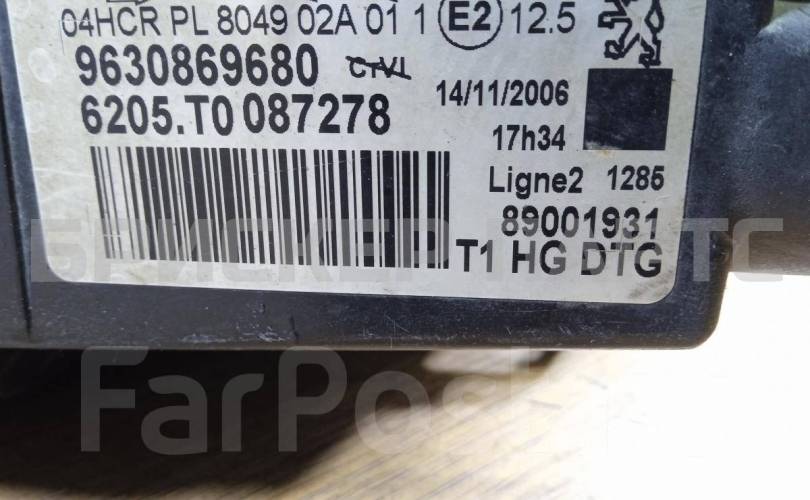 04HCR PL 8049 02A 01 1 E2 12.5
9630869680
6205.T0 087278
14/11/2006
17h34
Ligne2 1285
89001931
T1 HG DTG
FarPos